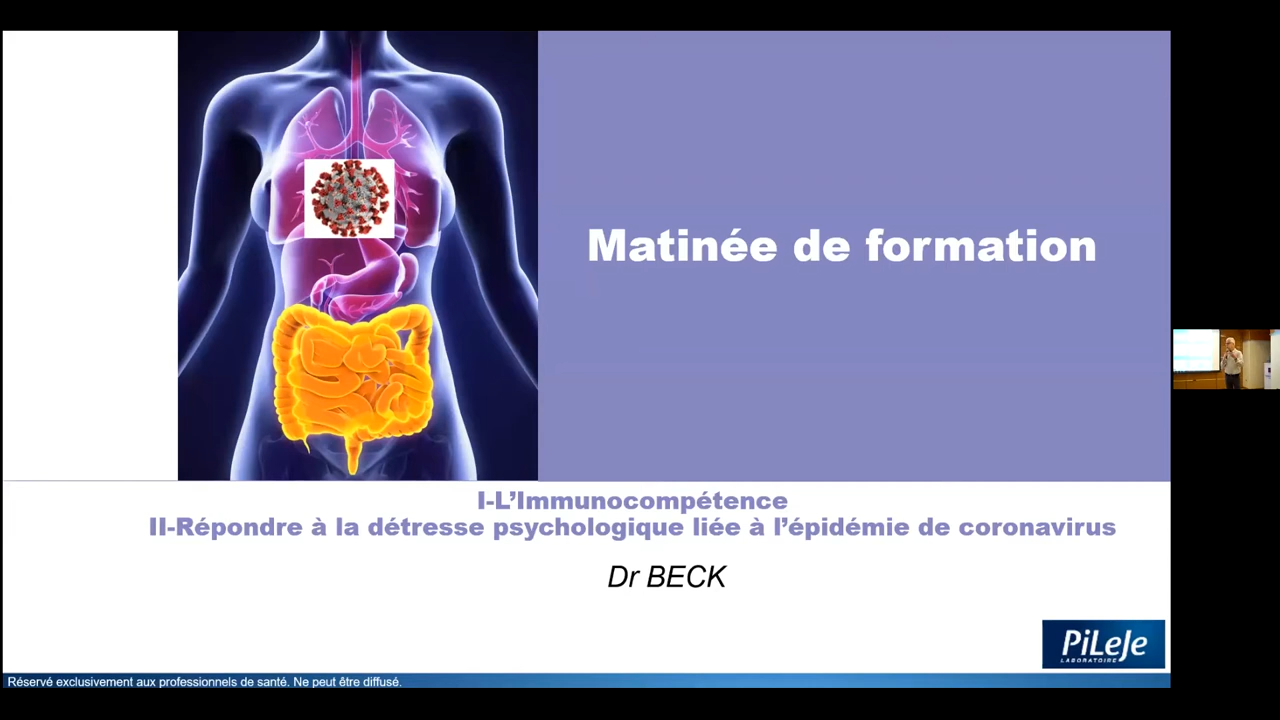 Matinée de formation
I-L'Immunocompétence
II-Répondre à la détresse psychologique liée à l'épidémie de coronavirus
Dr BECK
PiLeJe
LABORATOIRE
Réservé exclusivement aux professionnels de santé. Ne peut être diffusé.